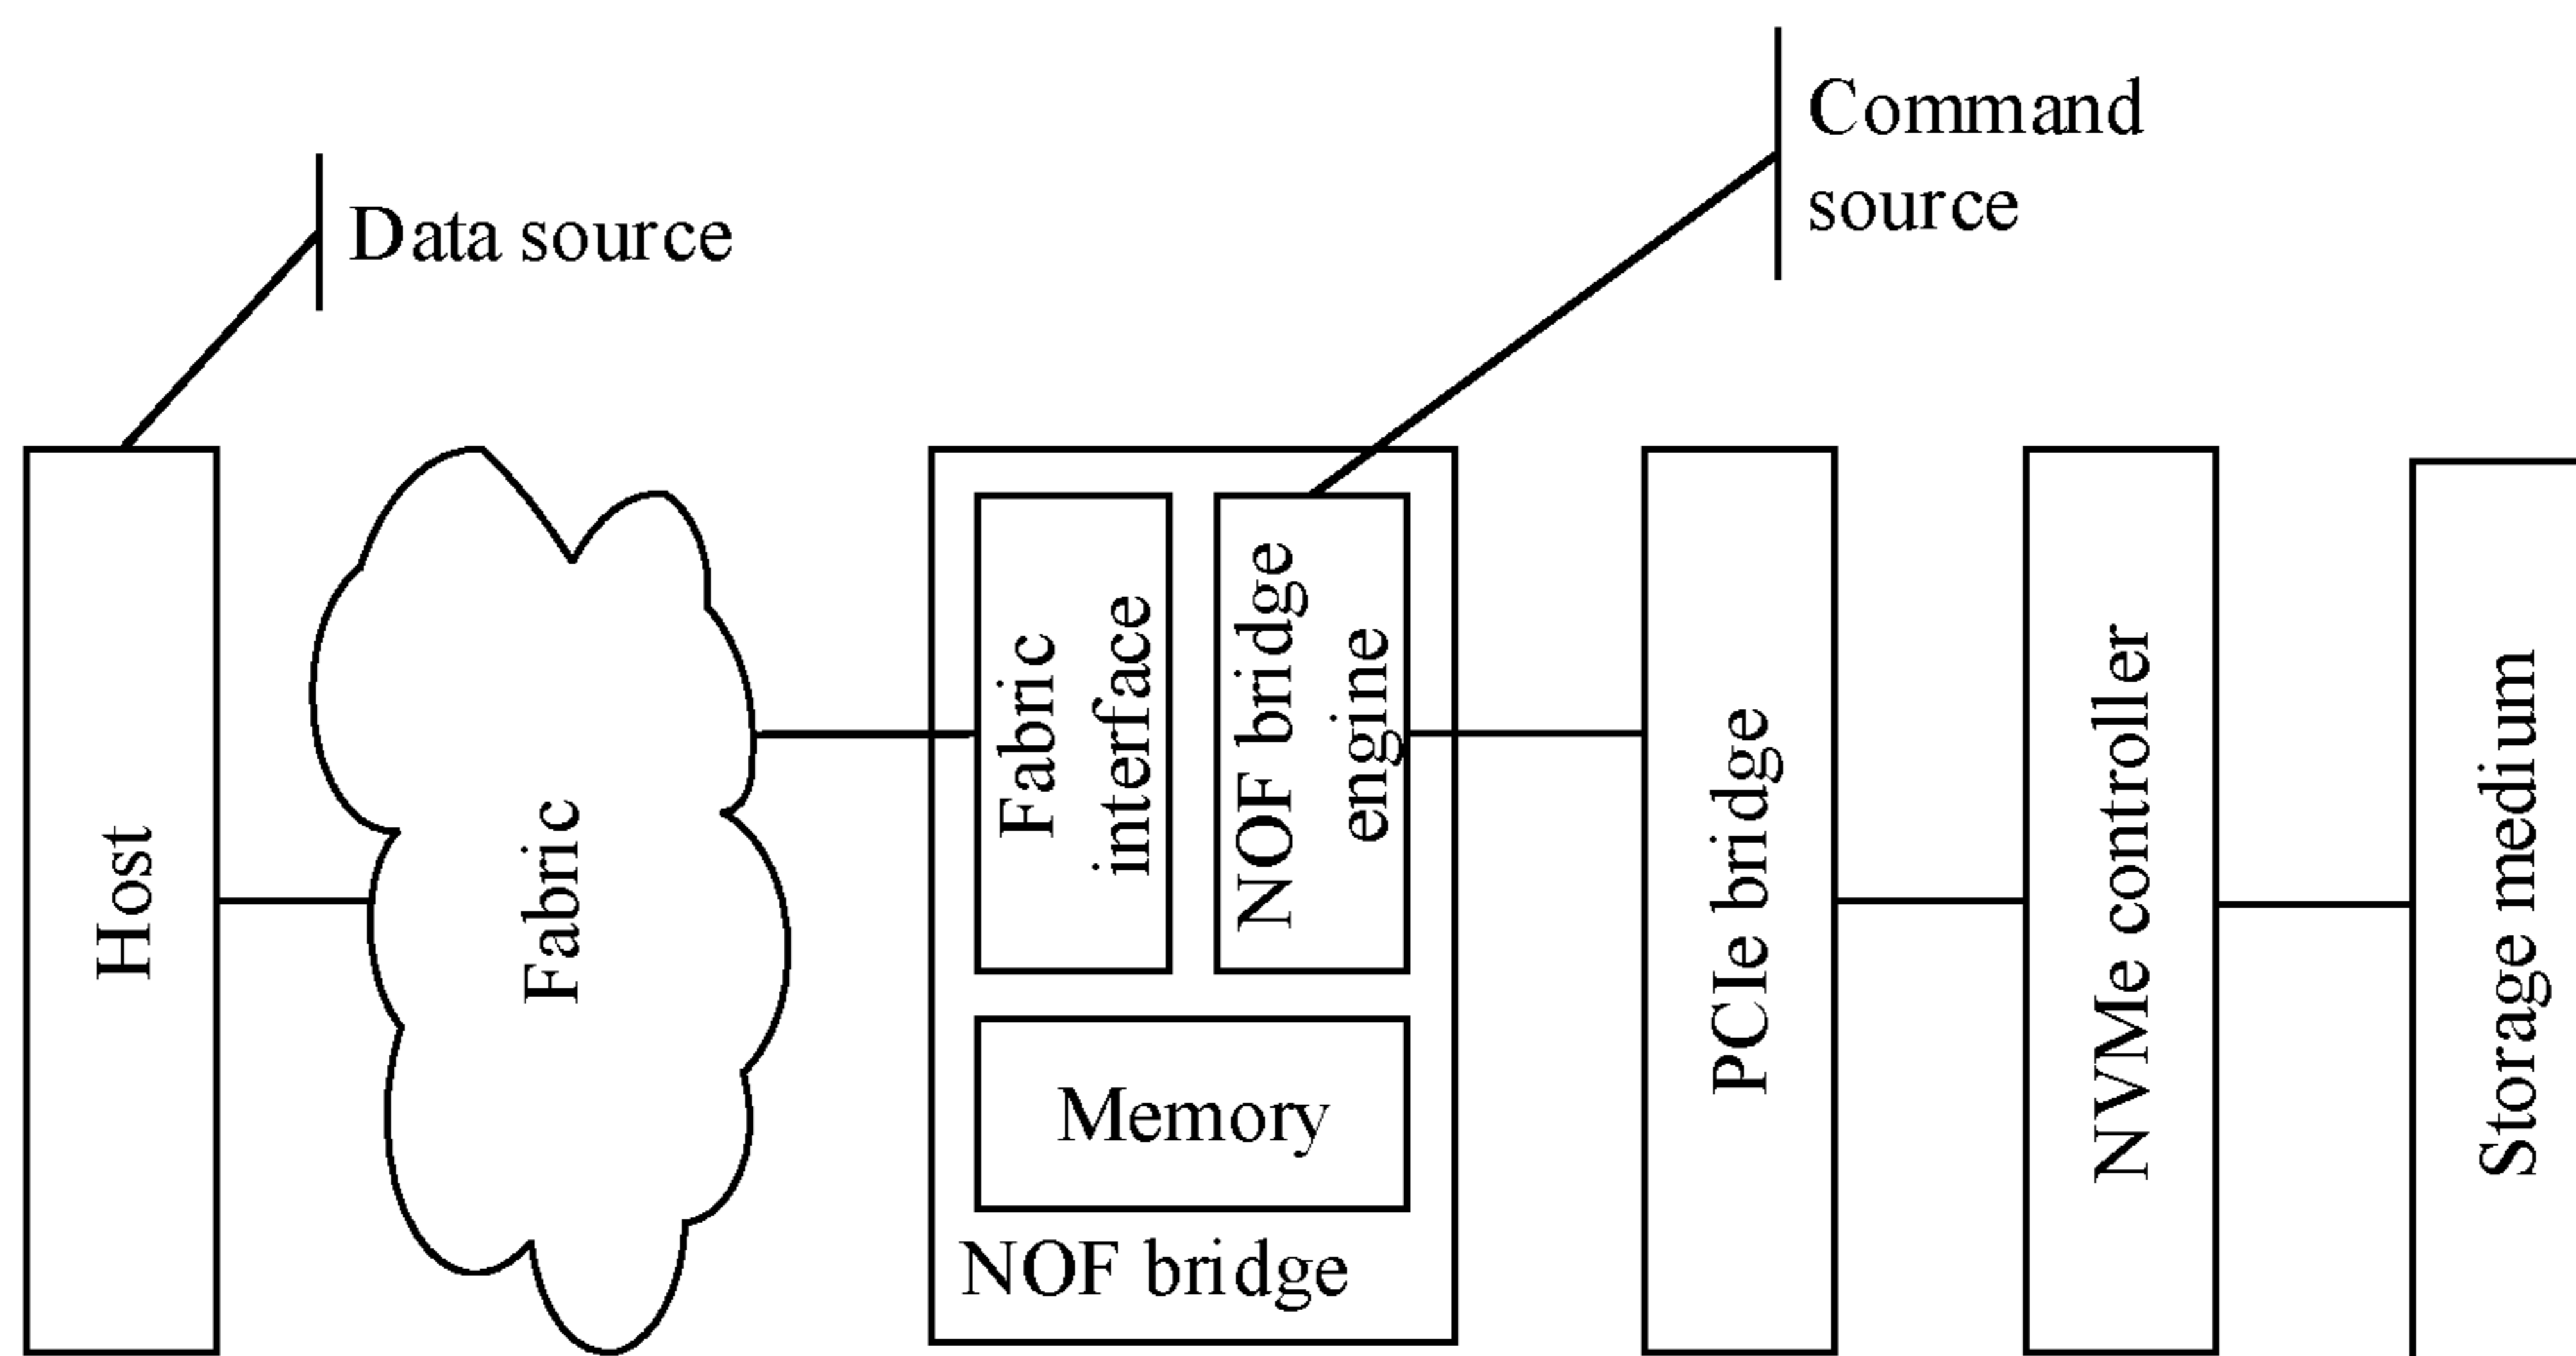 Command
source
Data source
Host
Fabric
Fabric
interface
NOF bridge
engine
Memory
NOF bridge
PCIe bridge
NVMe controller
Storage medium